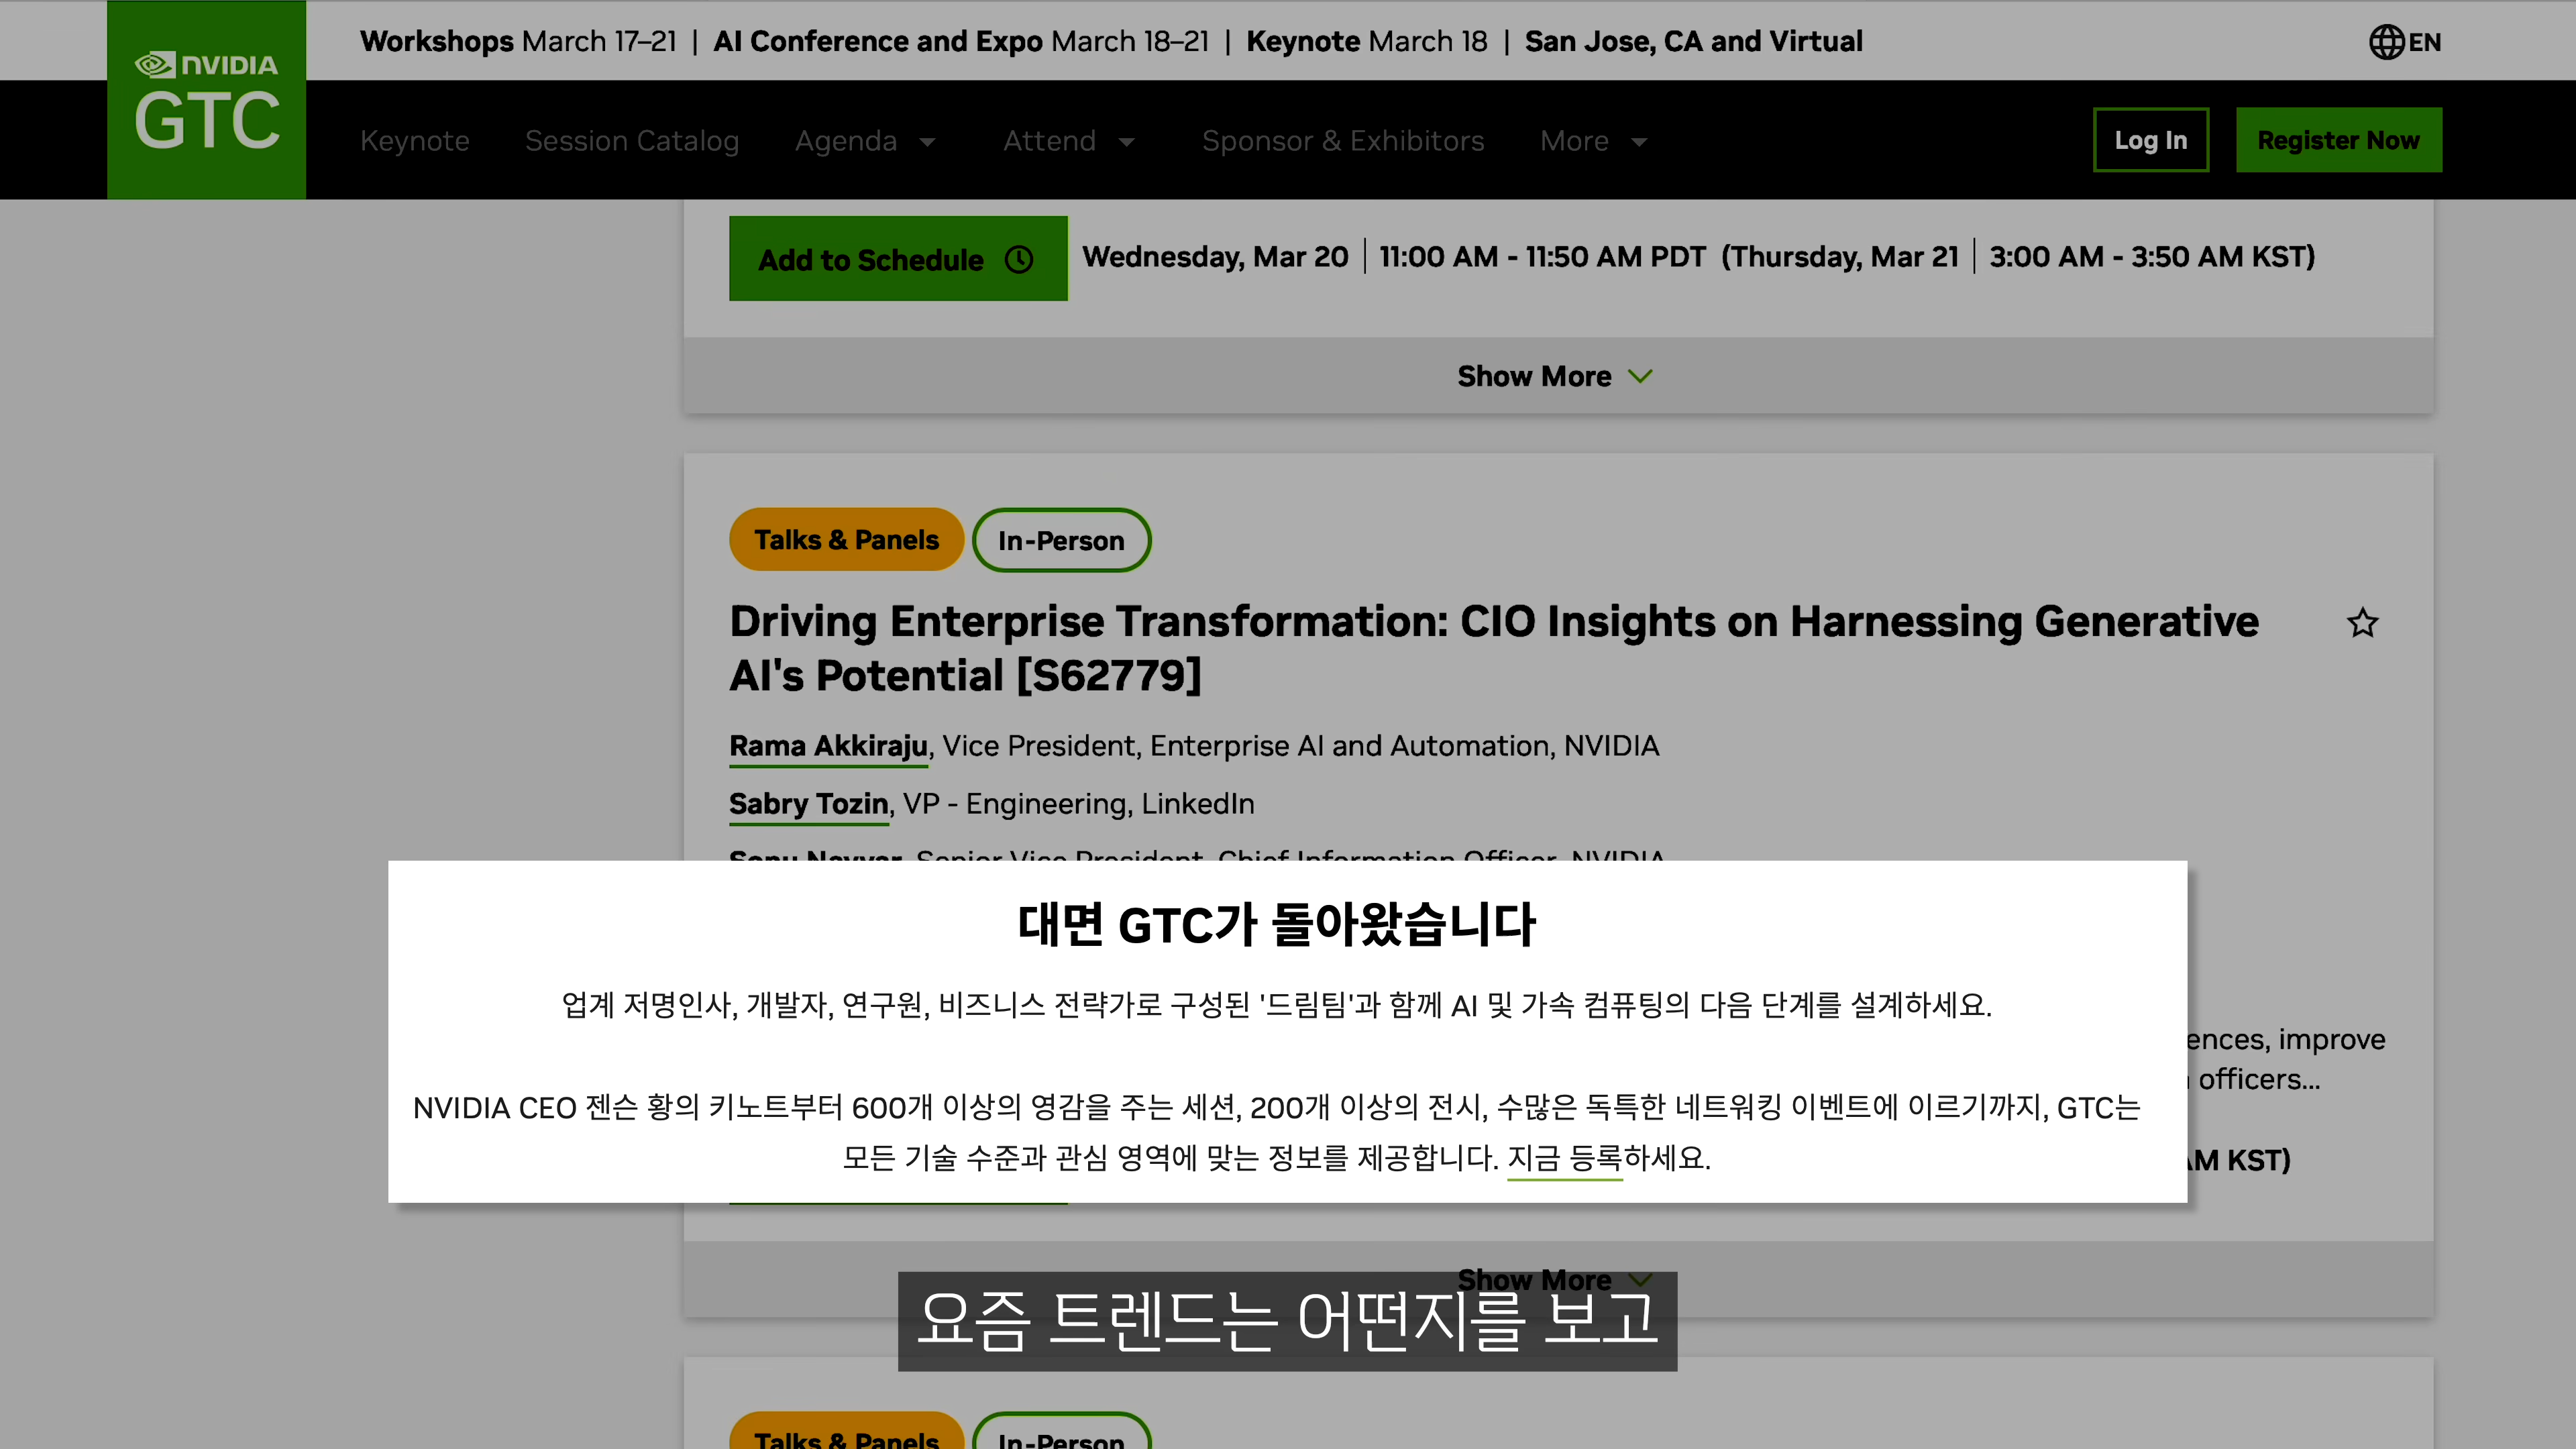 Workshops March 17–21 | AI Conference and Expo March 18–21 | Keynote March 18 | San Jose, CA and Virtual
EN
NVIDIA
GTC
Keynote Session Catalog Agenda Attend Sponsor & Exhibitors More
Log In
Register Now
Add to Schedule
Wednesday, Mar 20 | 11:00 AM - 11:50 AM PDT (Thursday, Mar 21 | 3:00 AM - 3:50 AM KST)
Show More
Talks & Panels
In-Person
Driving Enterprise Transformation: CIO Insights on Harnessing Generative
AI's Potential [S62779]
Rama Akkiraju, Vice President, Enterprise AI and Automation, NVIDIA
Sabry Tozin, VP - Engineering, LinkedIn
Senior Vice President, Chief Information Officer, NVIDIA
대면 GTC가 돌아왔습니다
업계 저명인사, 개발자, 연구원, 비즈니스 전략가로 구성된 '드림팀'과 함께 AI 및 가속 컴퓨팅의 다음 단계를 설계하세요.
ences, improve
officers...
NVIDIA CEO 젠슨 황의 키노트부터 600개 이상의 영감을 주는 세션, 200개 이상의 전시, 수많은 독특한 네트워킹 이벤트에 이르기까지, GTC는
모든 기술 수준과 관심 영역에 맞는 정보를 제공합니다. 지금 등록하세요.
AM KST)
Show More
요즘 트렌드는 어떤지를 보고
Talks & Panels
In-Person